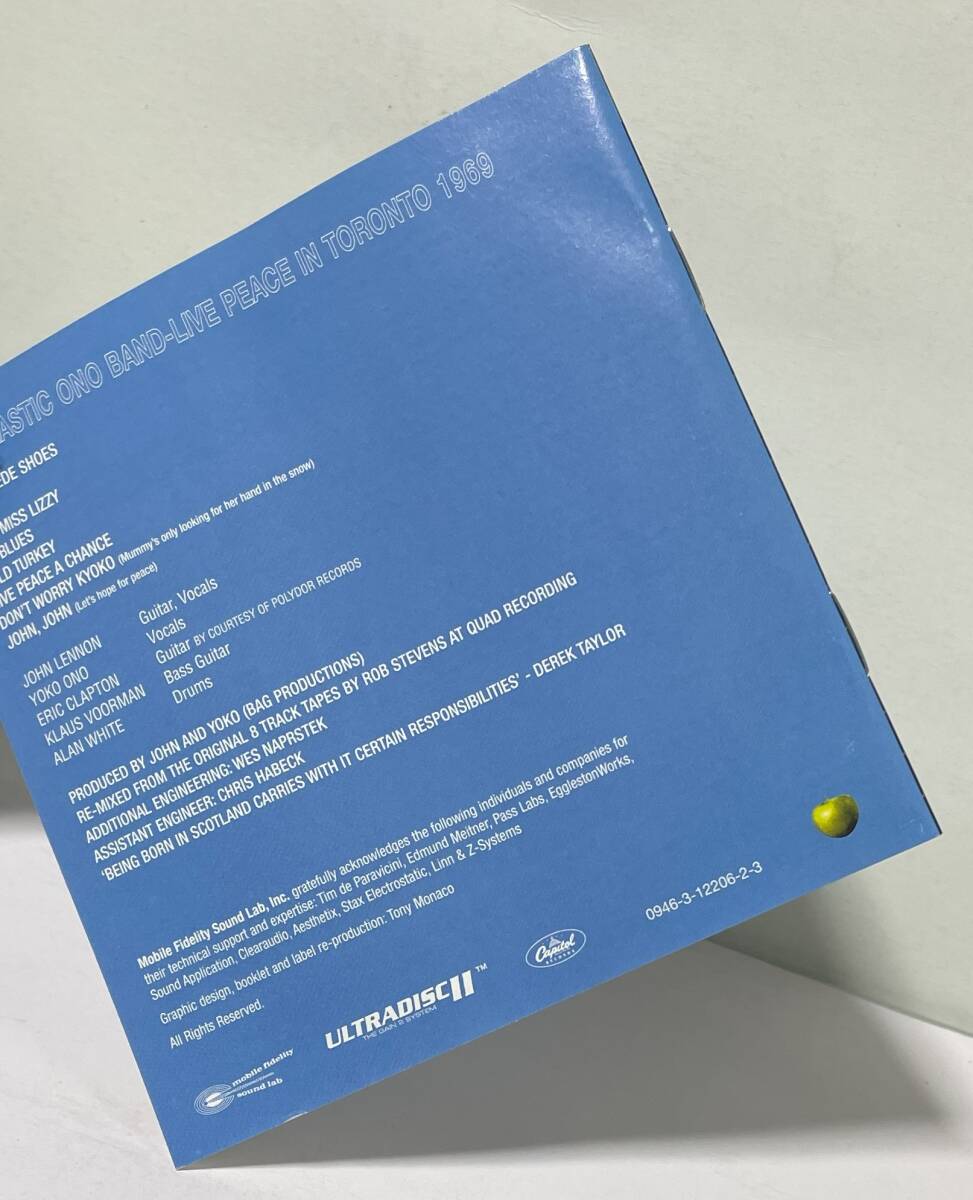 ASTIC ONO BAND-LIVE PEACE IN TORONTO 1969
EDE SHOES
MISS LIZZY
BLUES
LD TURKEY
IVE PEACE A CHANCE
DON'T WORRY KYOKO (Mummy's only looking for her hand in the snow)
JOHN, JOHN (Let's hope for peace)
JOHN LENNON Guitar, Vocals
YOKO ONO Vocals
ERIC CLAPTON Guitar BY COURTESY OF POLYDOR RECORDS
KLAUS VOORMAN Bass Guitar
ALAN WHITE Drums
PRODUCED BY JOHN AND YOKO (BAG PRODUCTIONS)
RE-MIXED FROM THE ORIGINAL 8 TRACK TAPES BY ROB STEVENS AT QUAD RECORDING
ADDITIONAL ENGINEERING: WES NAPRSTEK
ASSISTANT ENGINEER: CHRIS HABECK
'BEING BORN IN SCOTLAND CARRIES WITH IT CERTAIN RESPONSIBILITIES' - DEREK TAYLOR
Mobile Fidelity Sound Lab, Inc. gratefully acknowledges the following individuals and companies for
their technical support and expertise: Tim de Paravicini, Edmund Meitner, Pass Labs, EgglestonWorks,
Sound Application, Clearaudio, Aesthetix, Stax Electrostatic, Linn & Z-Systems
Graphic design, booklet and label re-production: Tony Monaco
All Rights Reserved.
mobile fidelity
sound lab
ULTRADISC II™
THE GAIN 2 SYSTEM
Capitol
RECORDS
0946-3-12206-2-3